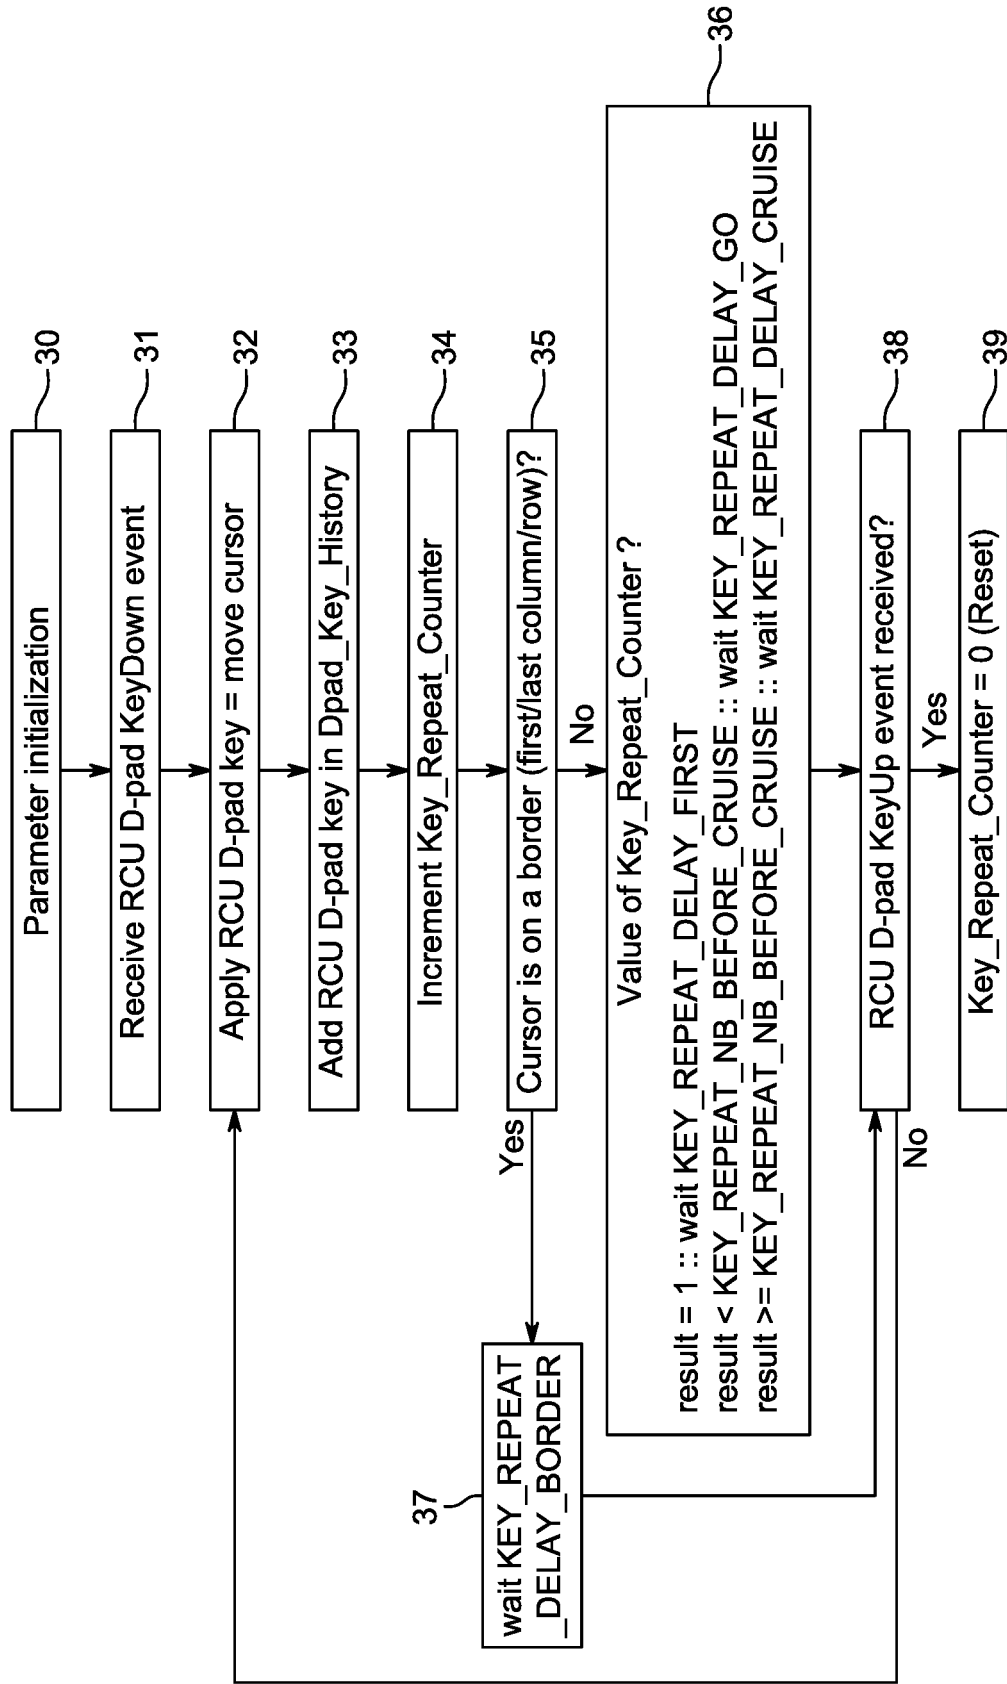 Parameter initialization
30
Receive RCU D-pad KeyDown event
31
Apply RCU D-pad key = move cursor
32
Add RCU D-pad key in Dpad_Key_History
33
Increment Key_Repeat_Counter
34
Cursor is on a border (first/last column/row)?
35
Yes
No
wait KEY_REPEAT
_DELAY_BORDER
37
Value of Key_Repeat_Counter ?
result = 1 :: wait KEY_REPEAT_DELAY_FIRST
result < KEY_REPEAT_NB_BEFORE_CRUISE :: wait KEY_REPEAT_DELAY_GO
result >= KEY_REPEAT_NB_BEFORE_CRUISE :: wait KEY_REPEAT_DELAY_CRUISE
36
RCU D-pad KeyUp event received?
38
No
Yes
Key_Repeat_Counter = 0 (Reset)
39